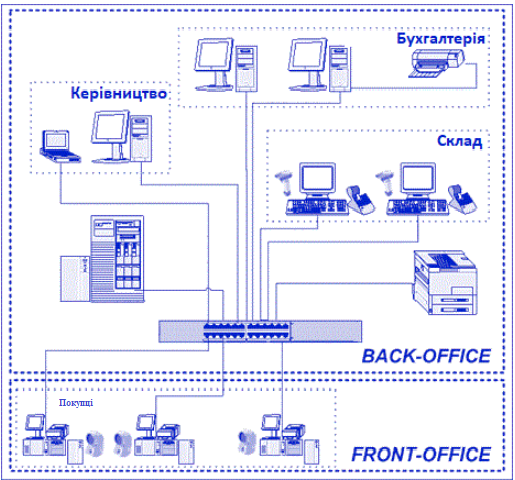 Бухгалтерія
Керівництво
Склад
BACK-OFFICE
Покупці
FRONT-OFFICE